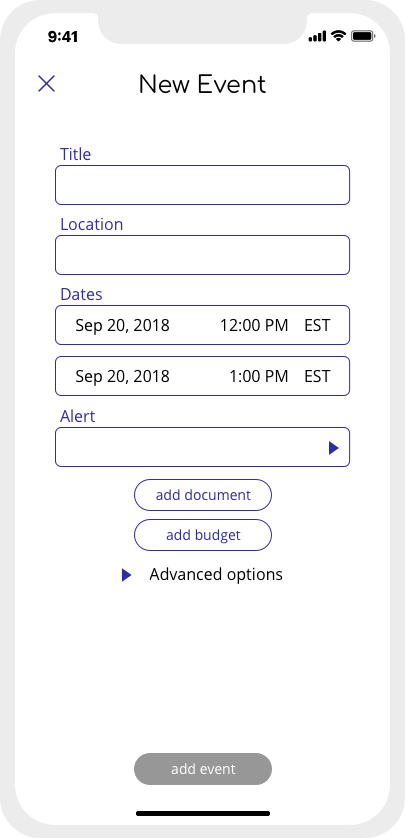 9:41
New Event
Title
Location
Dates
Sep 20, 2018 12:00 PM EST
Sep 20, 2018 1:00 PM EST
Alert
add document
add budget
Advanced options
add event